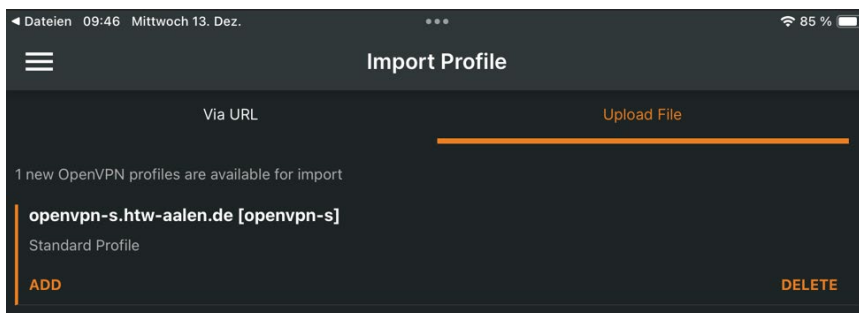 ◀ Dateien 09:46 Mittwoch 13. Dez. 85 %
Import Profile
Via URL Upload File
1 new OpenVPN profiles are available for import
openvpn-s.htw-aalen.de [openvpn-s]
Standard Profile
ADD DELETE